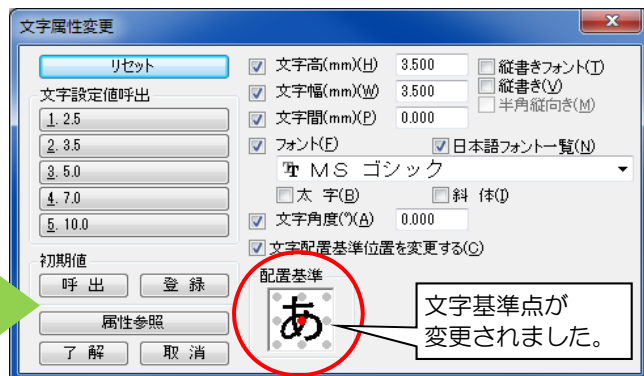 文字属性変更
リセット
文字設定値呼出
1. 2.5
2. 3.5
3. 5.0
4. 7.0
5. 10.0
初期値
呼 出
登 録
属性参照
了 解
取 消
文字高(mm)(H) 3.500
文字幅(mm)(W) 3.500
文字間(mm)(P) 0.000
縦書きフォント(T)
縦書き(V)
半角縦向き(M)
フォント(F)
日本語フォント一覧(N)
MS ゴシック
太 字(B)
斜 体(I)
文字角度(°)(A) 0.000
文字配置基準位置を変更する(C)
配置基準
あ
文字基準点が
変更されました。